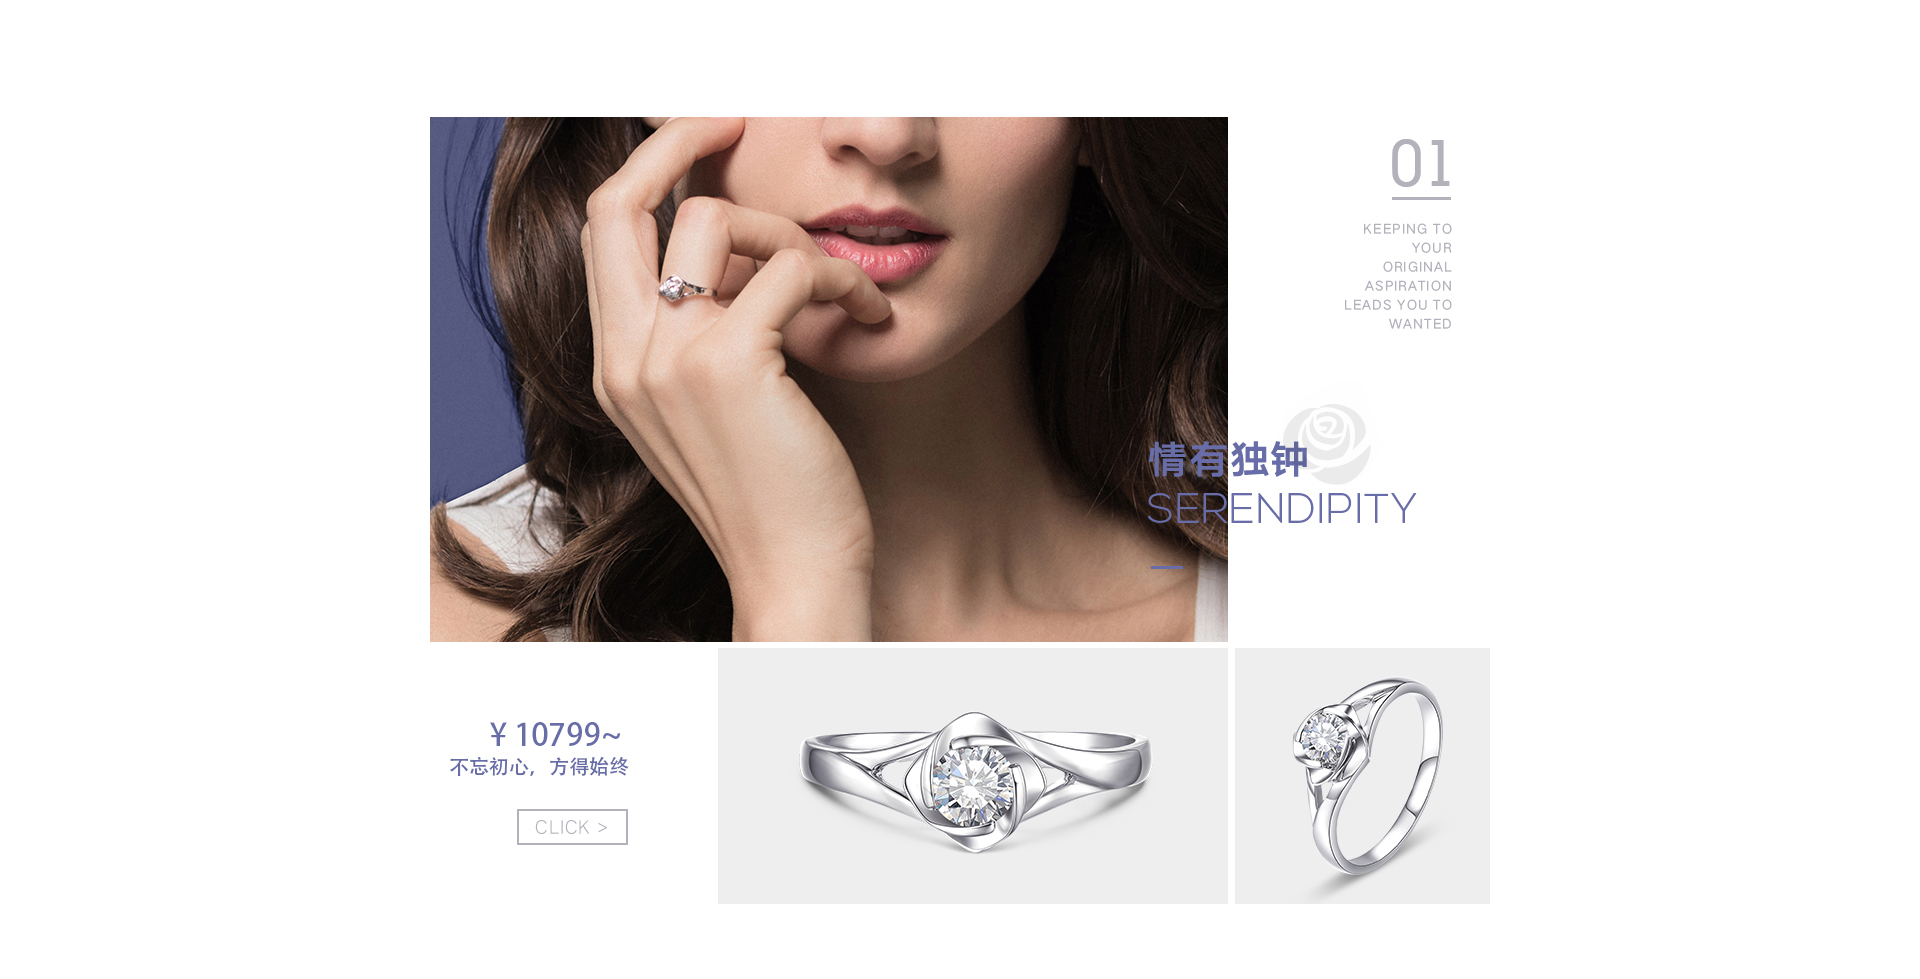 01
KEEPING TO
YOUR
ORIGINAL
ASPIRATION
LEADS YOU TO
WANTED
情有独钟
SERENDIPITY
¥ 10799~
不忘初心，方得始终
CLICK >